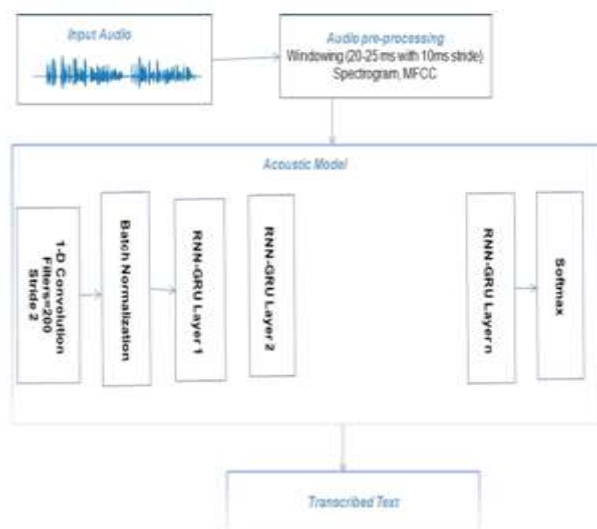 Input Audio
Audio pre-processing
Windowing (20-25 ms with 10ms stride)
Spectrogram, MFCC
Acoustic Model
1-D Convolution
Filters=200
Stride 2
Batch Normalization
RNN-GRU Layer 1
RNN-GRU Layer 2
RNN-GRU Layer n
Softmax
Transcribed Text